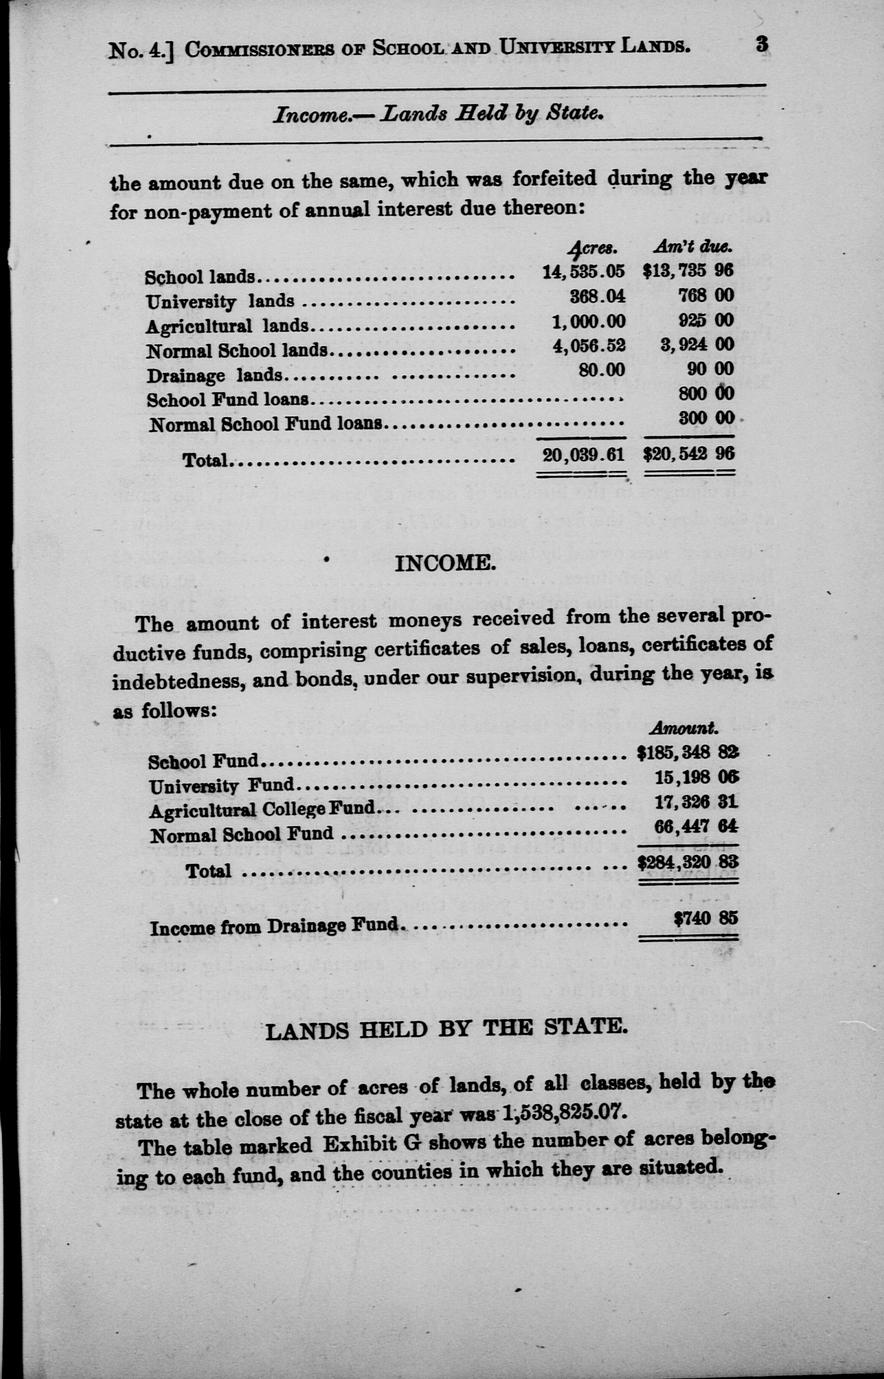 No. 4.] COMMISSIONERS OF SCHOOL AND UNIVERSITY LANDS. 3
Income.— Lands Held by State.
the amount due on the same, which was forfeited during the year
for non-payment of annual interest due thereon:
Acres. Am't due.
School lands.............................. 14,535.05 $13,735 96
University lands ........................ 368.04 768 00
Agricultural lands........................ 1,000.00 925 00
Normal School lands...................... 4,056.52 3,924 00
Drainage lands........... .............. 80.00 90 00
School Fund loans.................................... 800 00
Normal School Fund loans........................... 300 00
Total................................ 20,039.61 $20,542 96
INCOME.
The amount of interest moneys received from the several pro-
ductive funds, comprising certificates of sales, loans, certificates of
indebtedness, and bonds, under our supervision, during the year, is
as follows:
Amount.
School Fund.......................................... $185,348 82
University Fund...................................... 15,198 06
Agricultural College Fund... ................ ...... 17,326 31
Normal School Fund ................................ 66,447 64
Total ....................................... ... $284,320 83
Income from Drainage Fund. ......................... $740 85
LANDS HELD BY THE STATE.
The whole number of acres of lands, of all classes, held by the
state at the close of the fiscal year was 1,538,825.07.
The table marked Exhibit G shows the number of acres belong-
ing to each fund, and the counties in which they are situated.